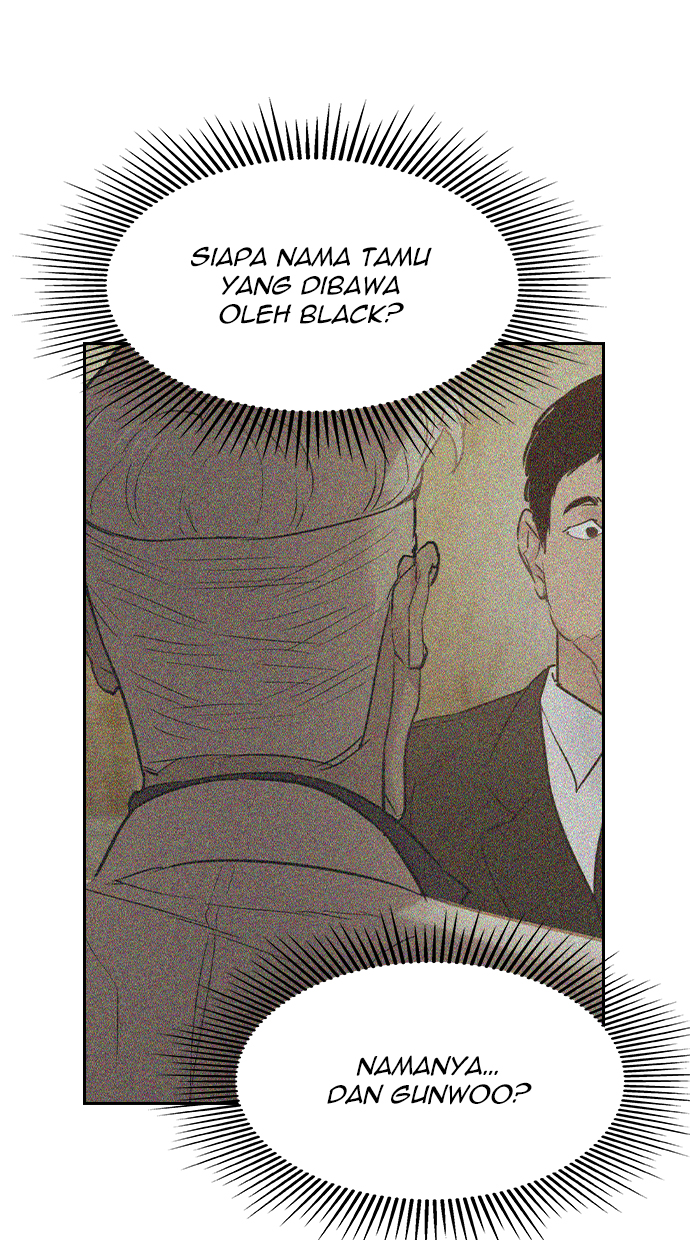 SIAPA NAMA TAMU
YANG DIBAWA
OLEH BLACK?
NAMANYA...
DAN GUNWOO?